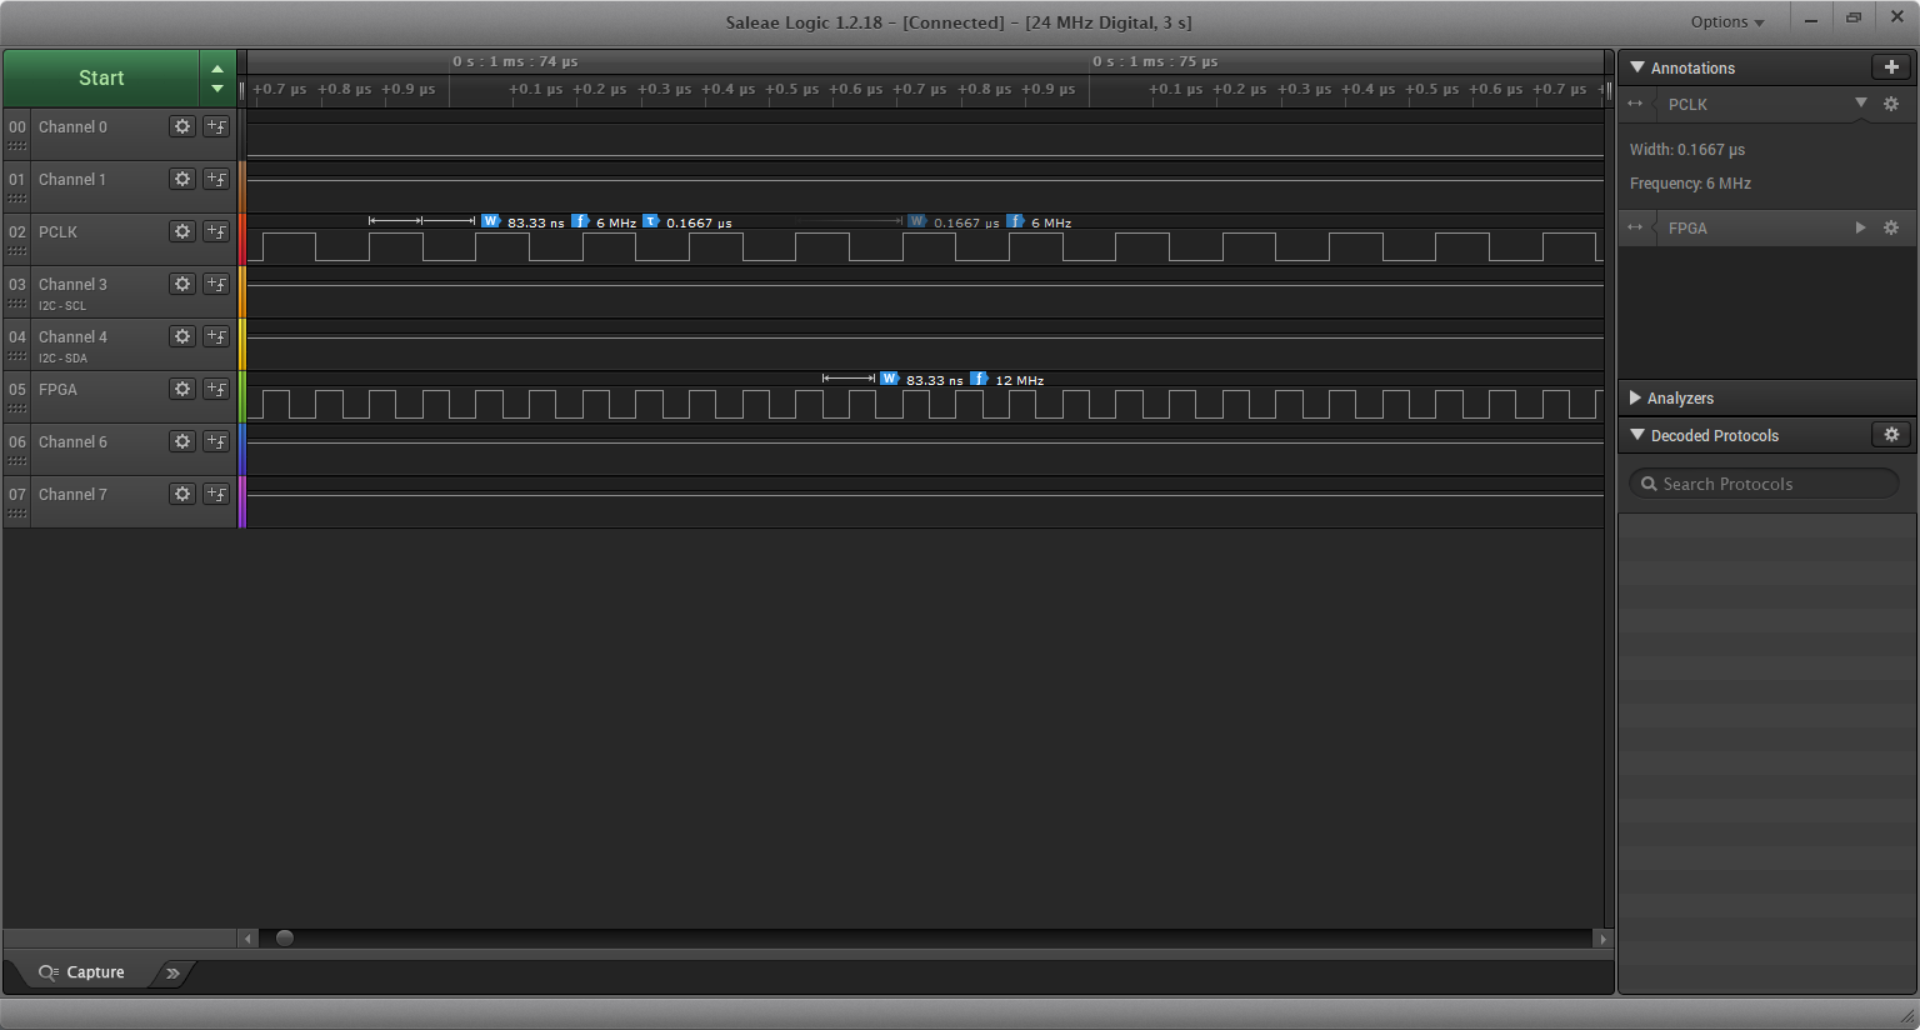 Saleae Logic 1.2.18 - [Connected] - [24 MHz Digital, 3 s]
Options
Start
0 s : 1 ms : 74 µs
0 s : 1 ms : 75 µs
+0.7 µs +0.8 µs +0.9 µs +0.1 µs +0.2 µs +0.3 µs +0.4 µs +0.5 µs +0.6 µs +0.7 µs +0.8 µs +0.9 µs +0.1 µs +0.2 µs +0.3 µs +0.4 µs +0.5 µs +0.6 µs +0.7 µs
00 Channel 0
01 Channel 1
02 PCLK
W 83.33 ns f 6 MHz T 0.1667 µs
W 0.1667 µs f 6 MHz
03 Channel 3
I2C - SCL
04 Channel 4
I2C - SDA
05 FPGA
W 83.33 ns f 12 MHz
06 Channel 6
07 Channel 7
Capture
Annotations
PCLK
Width: 0.1667 µs
Frequency: 6 MHz
FPGA
Analyzers
Decoded Protocols
Search Protocols